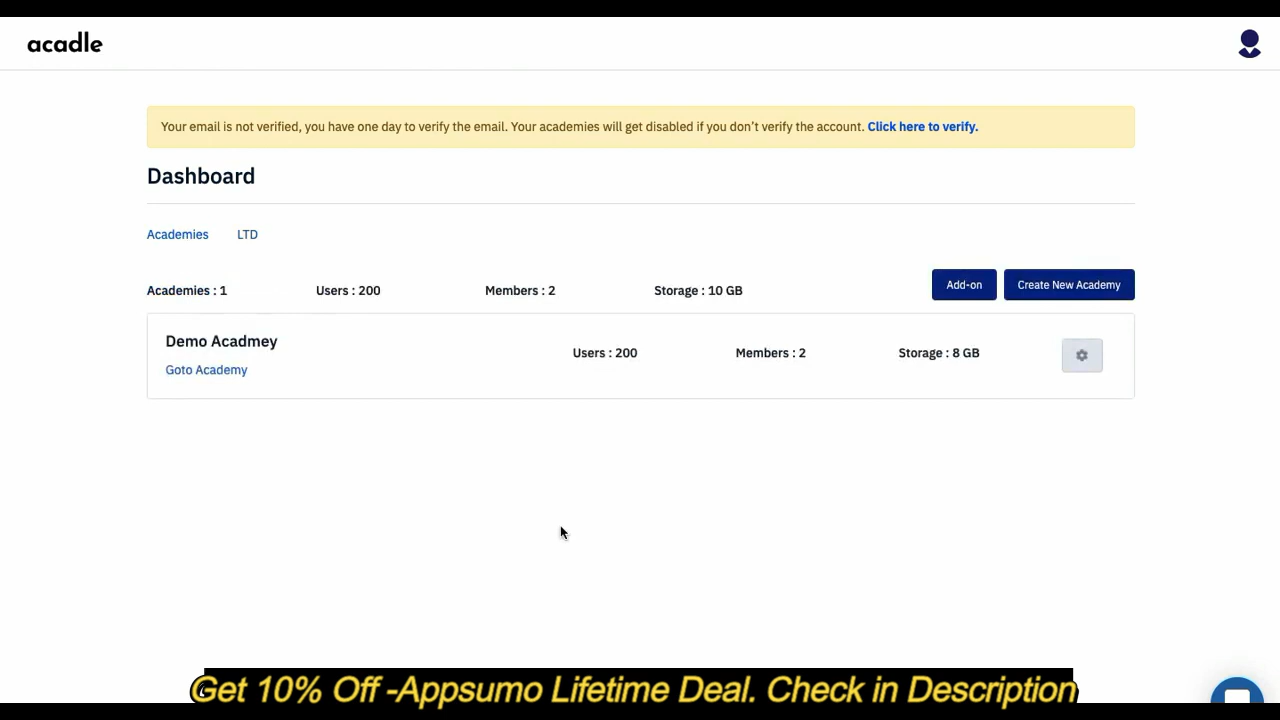 acadle
Your email is not verified, you have one day to verify the email. Your academies will get disabled if you don't verify the account. Click here to verify.
Dashboard
Academies LTD
Academies : 1 Users : 200 Members : 2 Storage : 10 GB Add-on Create New Academy
Demo Acadmey
Users : 200 Members : 2 Storage : 8 GB
Goto Academy
Get 10% Off -Appsumo Lifetime Deal. Check in Description